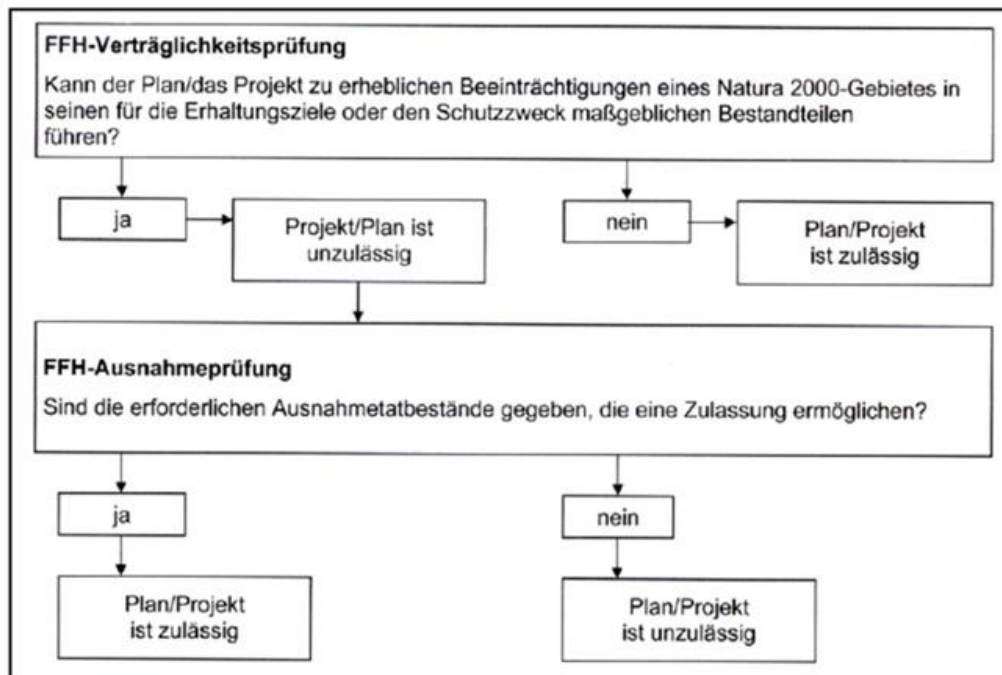 FFH-Verträglichkeitsprüfung
Kann der Plan/das Projekt zu erheblichen Beeinträchtigungen eines Natura 2000-Gebietes in
seinen für die Erhaltungsziele oder den Schutzzweck maßgeblichen Bestandteilen
führen?
ja
Projekt/Plan ist
unzulässig
nein
Plan/Projekt
ist zulässig
FFH-Ausnahmeprüfung
Sind die erforderlichen Ausnahmetatbestände gegeben, die eine Zulassung ermöglichen?
ja
nein
Plan/Projekt
ist zulässig
Plan/Projekt
ist unzulässig